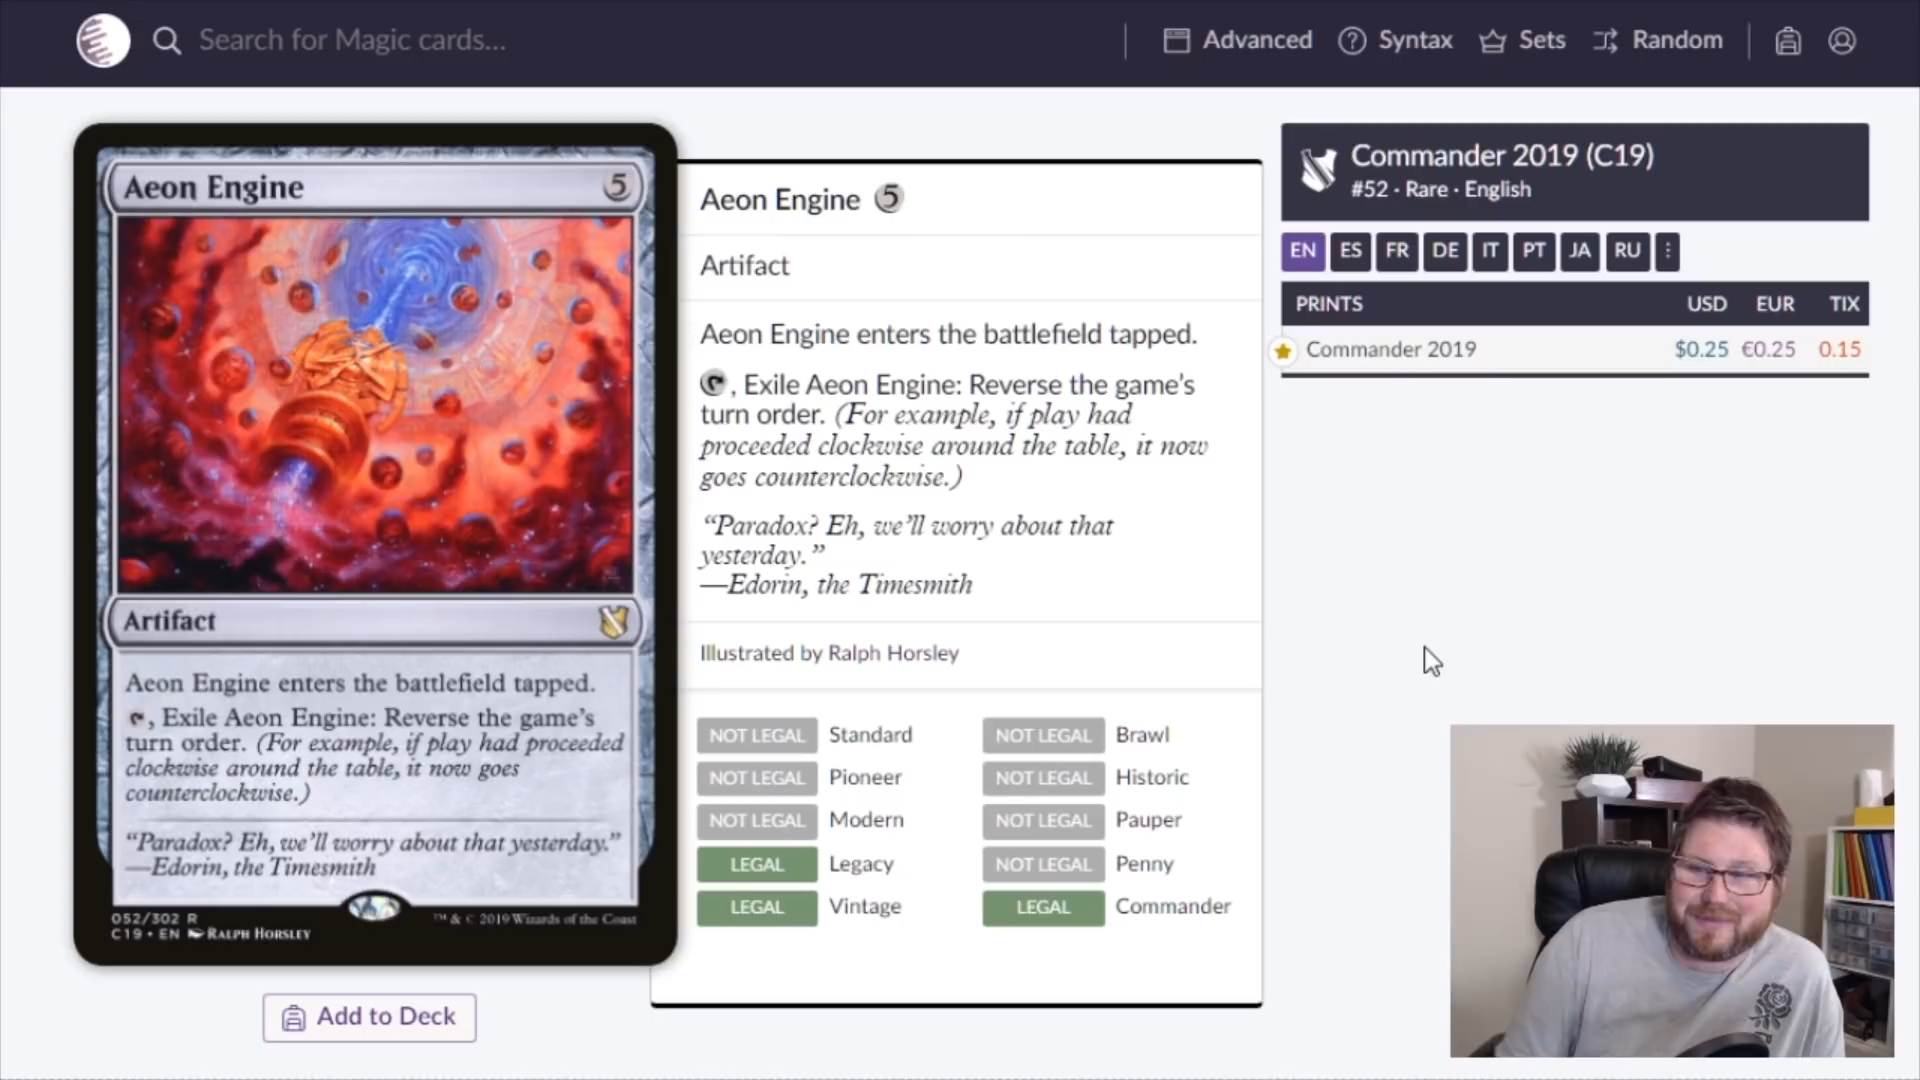 Search for Magic cards...
Advanced
Syntax
Sets
Random
Aeon Engine 5
Artifact
Aeon Engine enters the battlefield tapped.
, Exile Aeon Engine: Reverse the game's
turn order. (For example, if play had proceeded
clockwise around the table, it now goes
counterclockwise.)
"Paradox? Eh, we'll worry about that yesterday."
—Edorin, the Timesmith
052/302 R
C19 • EN RALPH HORSLEY
™ & © 2019 Wizards of the Coast
Add to Deck
Aeon Engine 5
Artifact
Aeon Engine enters the battlefield tapped.
, Exile Aeon Engine: Reverse the game's
turn order. (For example, if play had
proceeded clockwise around the table, it now
goes counterclockwise.)
"Paradox? Eh, we'll worry about that
yesterday."
—Edorin, the Timesmith
Illustrated by Ralph Horsley
NOT LEGAL Standard NOT LEGAL Brawl
NOT LEGAL Pioneer NOT LEGAL Historic
NOT LEGAL Modern NOT LEGAL Pauper
LEGAL Legacy NOT LEGAL Penny
LEGAL Vintage LEGAL Commander
Commander 2019 (C19)
#52 · Rare · English
EN ES FR DE IT PT JA RU
PRINTS USD EUR TIX
Commander 2019 $0.25 €0.25 0.15